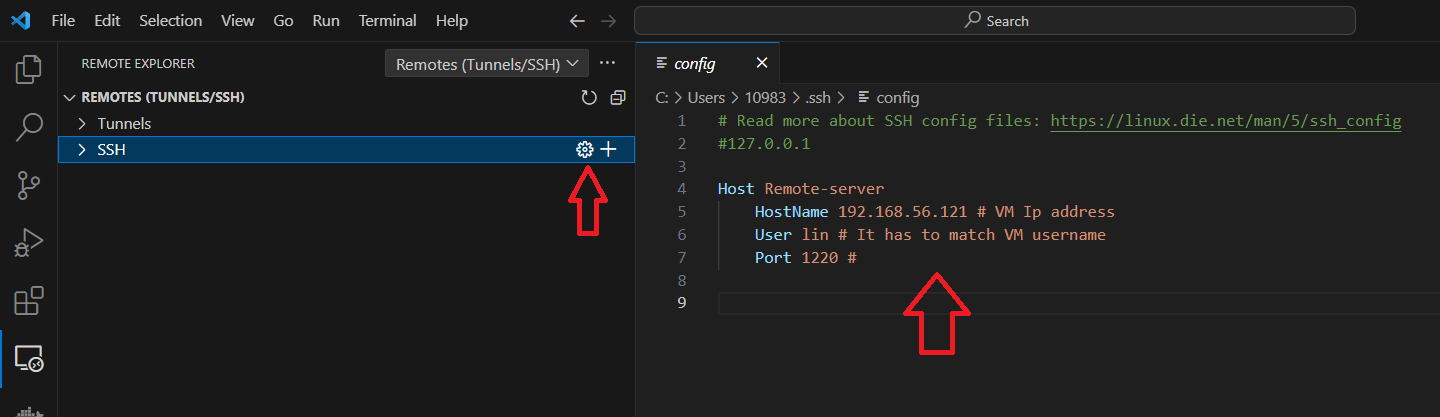 File Edit Selection View Go Run Terminal Help Search
REMOTE EXPLORER Remotes (Tunnels/SSH)
REMOTES (TUNNELS/SSH)
Tunnels
SSH
config
C: > Users > 10983 > .ssh > config
1 # Read more about SSH config files: https://linux.die.net/man/5/ssh_config
2 #127.0.0.1
3
4 Host Remote-server
5 HostName 192.168.56.121 # VM Ip address
6 User lin # It has to match VM username
7 Port 1220 #
8
9